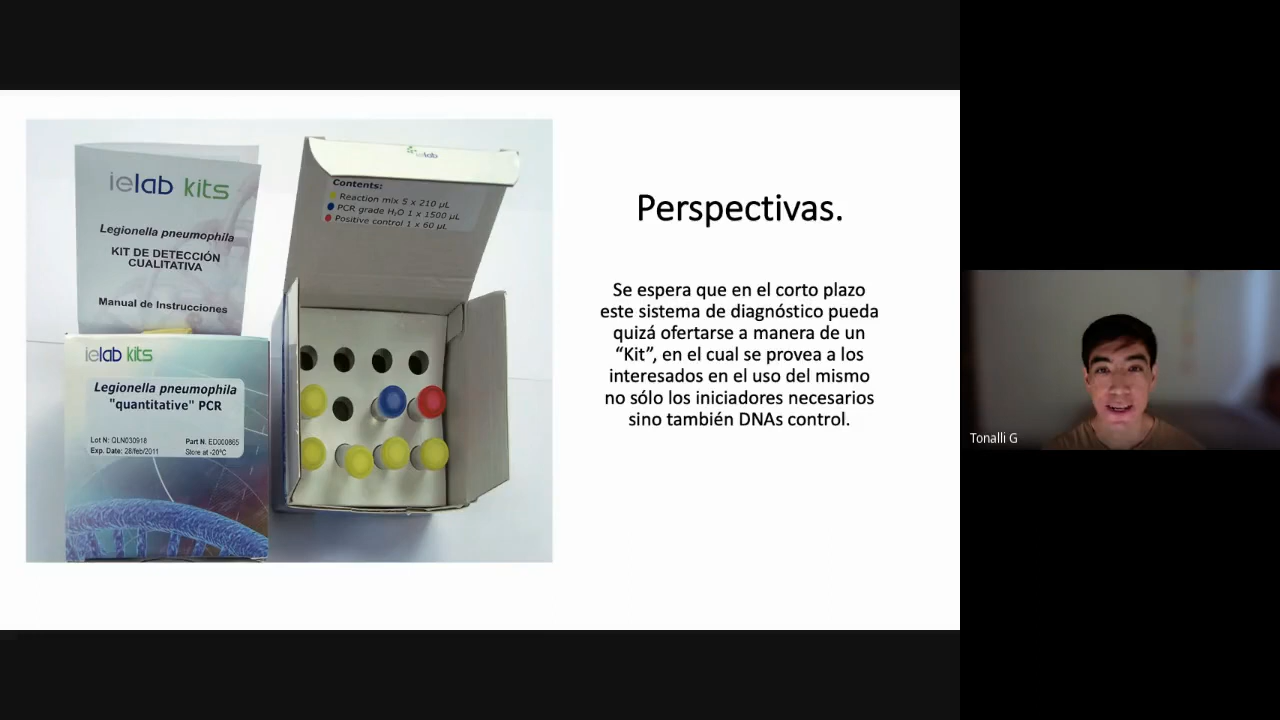 ielab kits
Legionella pneumophila
KIT DE DETECCIÓN
CUALITATIVA
Manual de Instrucciones
ielab kits
Legionella pneumophila
"quantitative" PCR
Lot N: QLN030918 Part N. ED000865
Exp. Date: 28/feb/2011 Store at -20ºC
ielab
Contents:
Reaction mix 5 x 210 µL
PCR grade H₂O 1 x 1500 µL
Positive control 1 x 60 µL
Perspectivas.
Se espera que en el corto plazo
este sistema de diagnóstico pueda
quizá ofertarse a manera de un
“Kit”, en el cual se provea a los
interesados en el uso del mismo
no sólo los iniciadores necesarios
sino también DNAs control.
Tonalli G